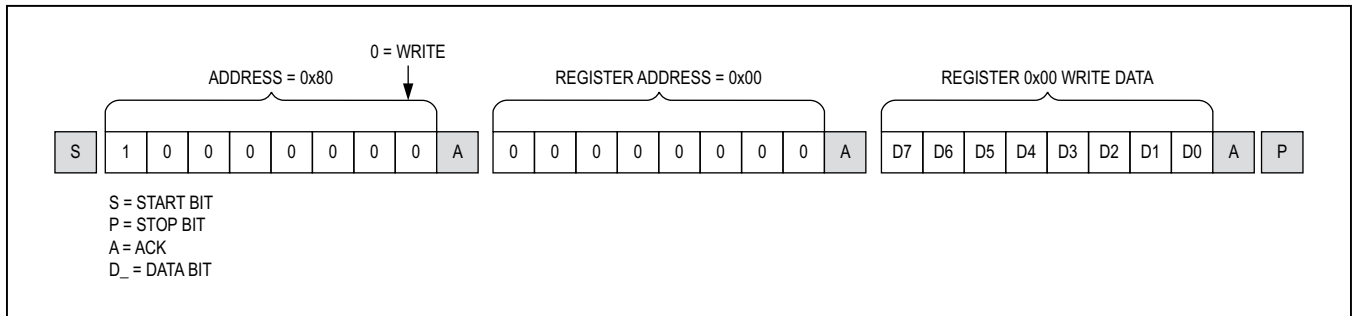 0 = WRITE
ADDRESS = 0x80 REGISTER ADDRESS = 0x00 REGISTER 0x00 WRITE DATA
S 1 0 0 0 0 0 0 0 A 0 0 0 0 0 0 0 0 A D7 D6 D5 D4 D3 D2 D1 D0 A P
S = START BIT
P = STOP BIT
A = ACK
D_ = DATA BIT